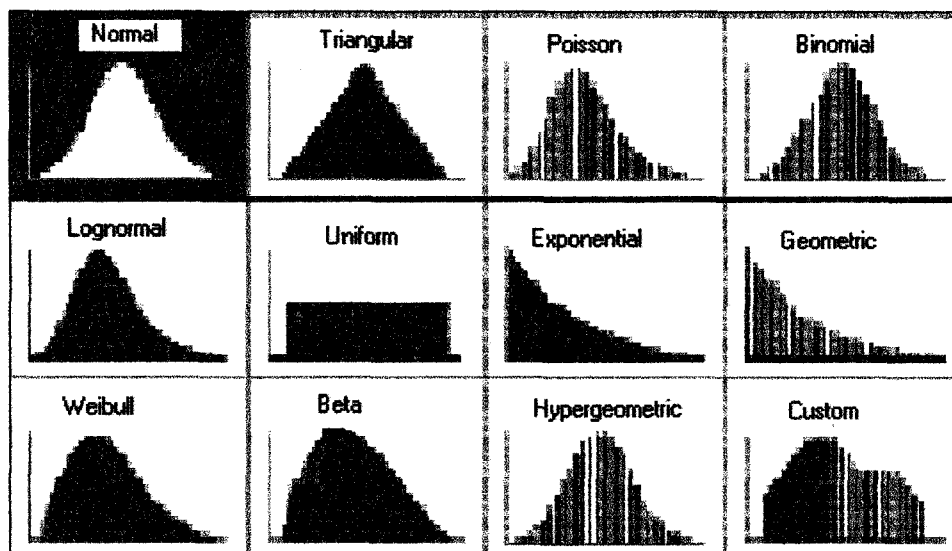 Normal
Triangular
Poisson
Binomial
Lognormal
Uniform
Exponential
Geometric
Weibull
Beta
Hypergeometric
Custom